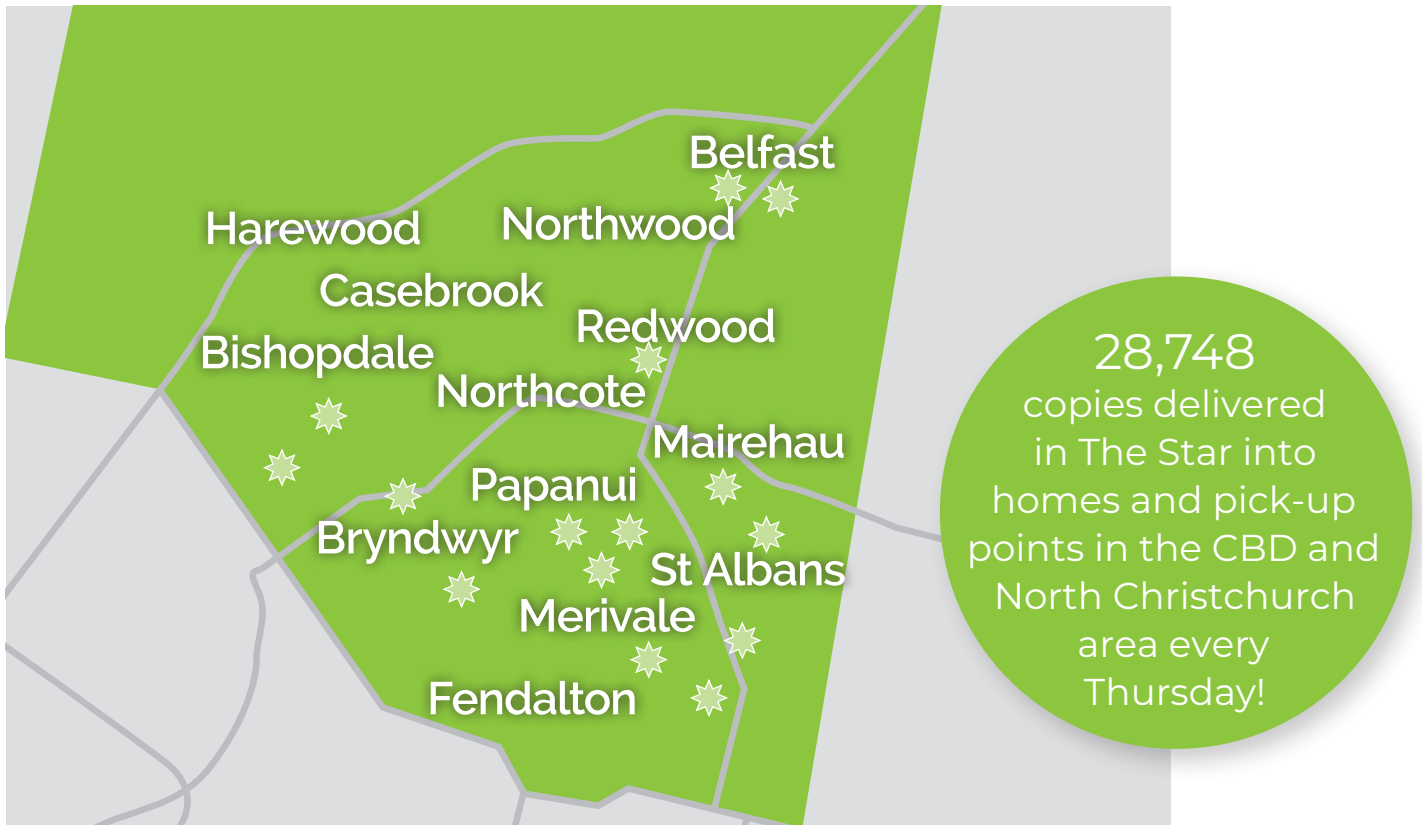 Belfast
Harewood
Northwood
Casebrook
Redwood
Bishopdale
Northcote
Mairehau
Papanui
Bryndwyr
St Albans
Merivale
Fendalton
28,748
copies delivered
in The Star into
homes and pick-up
points in the CBD and
North Christchurch
area every
Thursday!